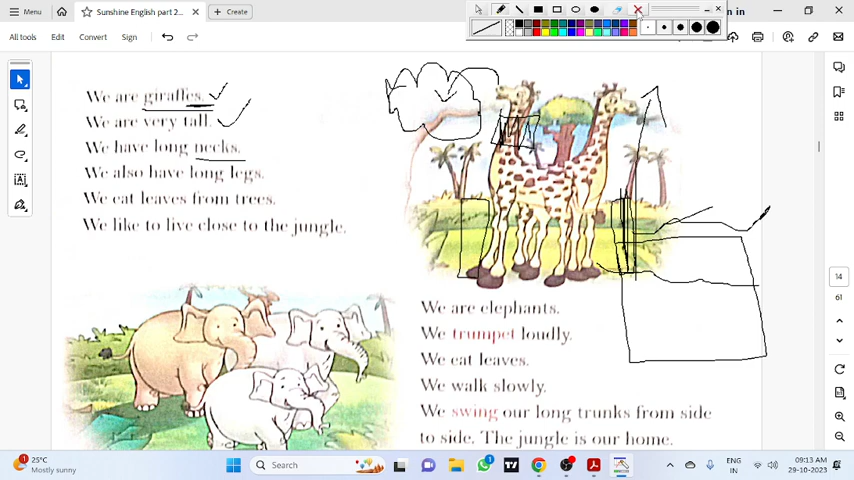 Menu
Sunshine English part 2...
Create
n in
All tools
Edit
Convert
Sign
We are giraffes.
We are very tall.
We have long necks.
We also have long legs.
We eat leaves from trees.
We like to live close to the jungle.
We are elephants.
We trumpet loudly.
We eat leaves.
We walk slowly.
We swing our long trunks from side
to side. The jungle is our home.
14
61
1
25°C
Mostly sunny
Search
ENG
IN
09:13 AM
29-10-2023